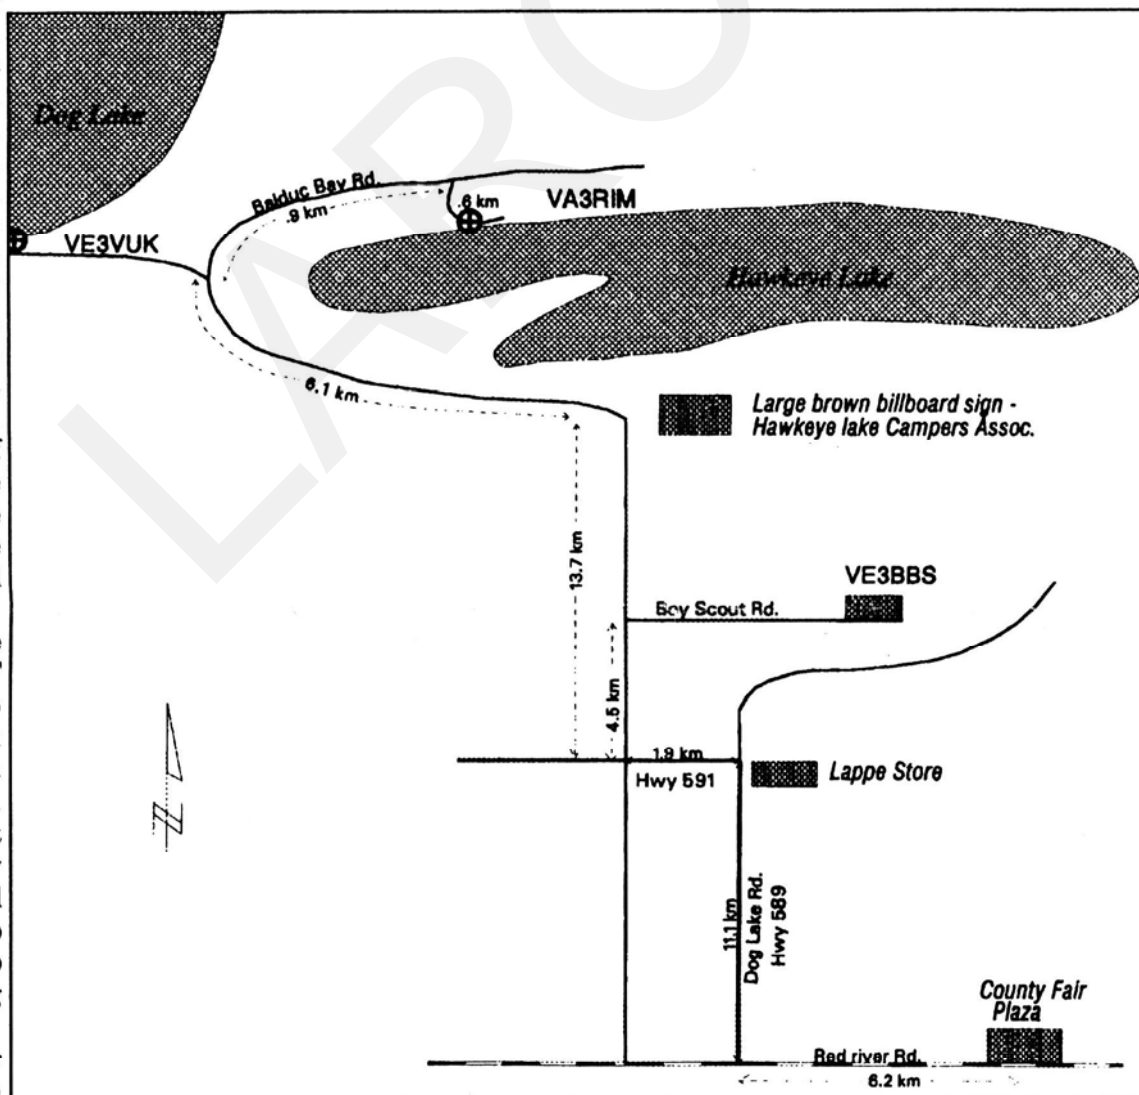 Dog Lake
Balduc Bay Rd.
.9 km
.6 km
VA3RIM
VE3VUK
Hawkeye Lake
6.1 km
Large brown billboard sign -
Hawkeye lake Campers Assoc.
13.7 km
VE3BBS
Boy Scout Rd.
4.5 km
1.9 km
Hwy 591
Lappe Store
N
11.1 km
Dog Lake Rd.
Hwy 589
County Fair
Plaza
Red river Rd.
6.2 km
LARC